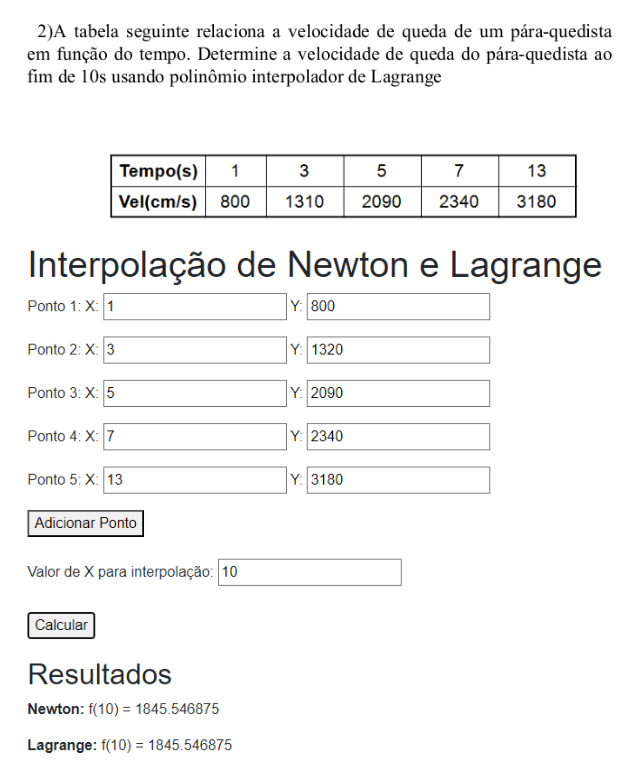 2)A tabela seguinte relaciona a velocidade de queda de um pára-quedista
em função do tempo. Determine a velocidade de queda do pára-quedista ao
fim de 10s usando polinômio interpolador de Lagrange
Tempo(s) 1 3 5 7 13
Vel(cm/s) 800 1310 2090 2340 3180
Interpolação de Newton e Lagrange
Ponto 1: X: 1 Y: 800
Ponto 2: X: 3 Y: 1320
Ponto 3: X: 5 Y: 2090
Ponto 4: X: 7 Y: 2340
Ponto 5: X: 13 Y: 3180
Adicionar Ponto
Valor de X para interpolação: 10
Calcular
Resultados
Newton: f(10) = 1845.546875
Lagrange: f(10) = 1845.546875